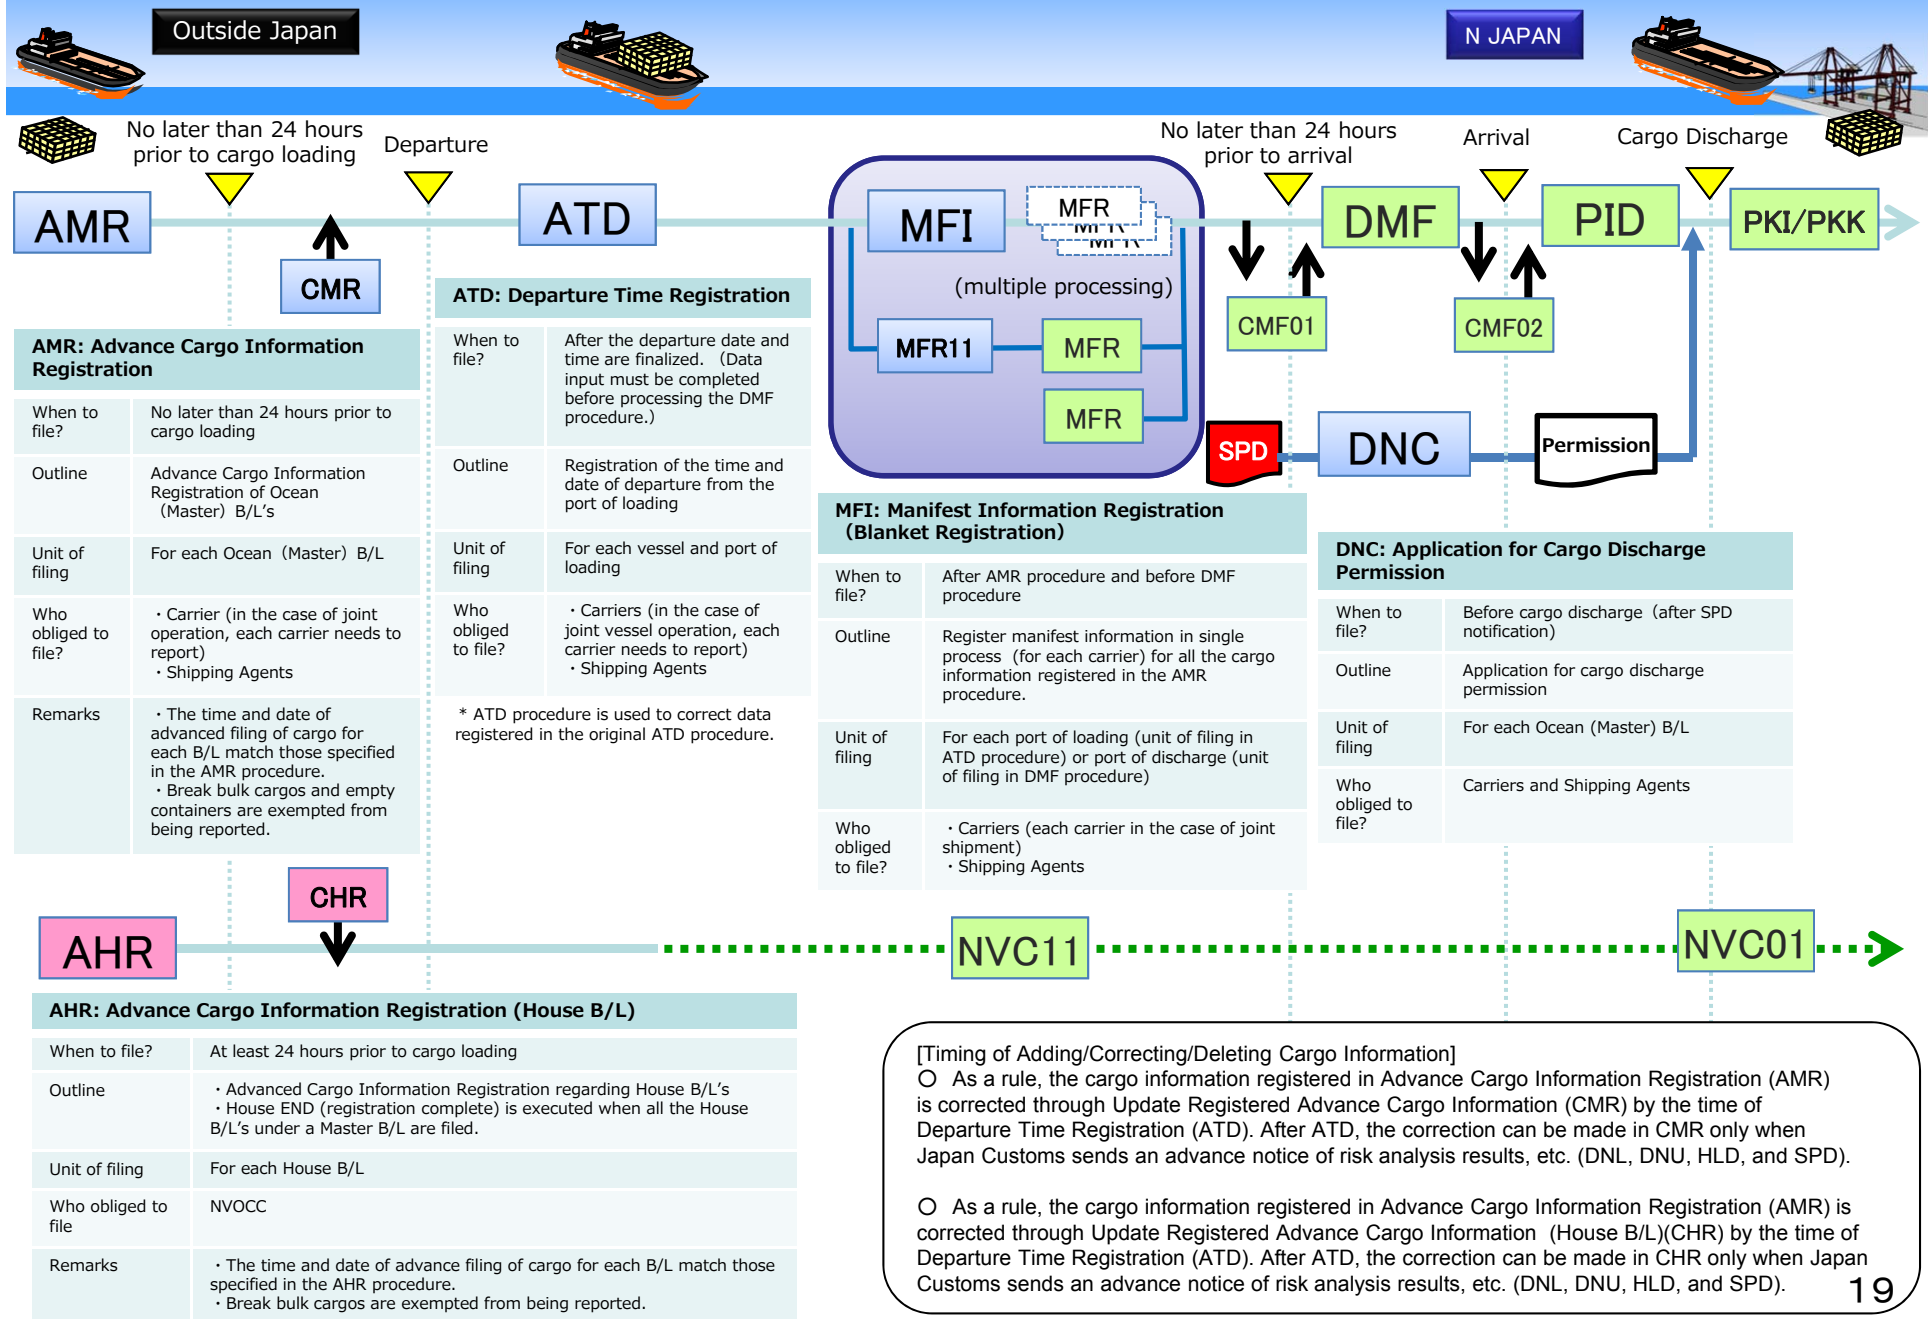 Outside Japan
N JAPAN
No later than 24 hours
prior to cargo loading
Departure
No later than 24 hours
prior to arrival
Arrival
Cargo Discharge
AMR
CMR
ATD
MFI
MFR
MFR
MFR
(multiple processing)
MFR11
MFR
MFR
DMF
PID
PKI/PKK
CMF01
CMF02
SPD
DNC
Permission
AMR: Advance Cargo Information
Registration
When to
file?
No later than 24 hours prior to
cargo loading
Outline
Advance Cargo Information
Registration of Ocean
（Master）B/L's
Unit of
filing
For each Ocean（Master）B/L
Who
obliged to
file?
・Carrier (in the case of joint
operation, each carrier needs to
report)
・Shipping Agents
Remarks
・The time and date of
advanced filing of cargo for
each B/L match those specified
in the AMR procedure.
・Break bulk cargos and empty
containers are exempted from
being reported.
ATD: Departure Time Registration
When to
file?
After the departure date and
time are finalized. （Data
input must be completed
before processing the DMF
procedure.）
Outline
Registration of the time and
date of departure from the
port of loading
Unit of
filing
For each vessel and port of
loading
Who
obliged
to file?
・Carriers (in the case of
joint vessel operation, each
carrier needs to report)
・Shipping Agents
* ATD procedure is used to correct data
registered in the original ATD procedure.
MFI: Manifest Information Registration
（Blanket Registration）
When to
file?
After AMR procedure and before DMF
procedure
Outline
Register manifest information in single
process （for each carrier) for all the cargo
information registered in the AMR
procedure.
Unit of
filing
For each port of loading (unit of filing in
ATD procedure) or port of discharge (unit
of filing in DMF procedure)
Who
obliged
to file?
・Carriers (each carrier in the case of joint
shipment)
・Shipping Agents
DNC: Application for Cargo Discharge
Permission
When to
file?
Before cargo discharge（after SPD
notification)
Outline
Application for cargo discharge
permission
Unit of
filing
For each Ocean (Master) B/L
Who
obliged to
file?
Carriers and Shipping Agents
CHR
AHR
NVC11
NVC01
AHR: Advance Cargo Information Registration (House B/L)
When to file?
At least 24 hours prior to cargo loading
Outline
・Advanced Cargo Information Registration regarding House B/L's
・House END (registration complete) is executed when all the House
B/L's under a Master B/L are filed.
Unit of filing
For each House B/L
Who obliged to
file
NVOCC
Remarks
・The time and date of advance filing of cargo for each B/L match those
specified in the AHR procedure.
・Break bulk cargos are exempted from being reported.
[Timing of Adding/Correcting/Deleting Cargo Information]
○ As a rule, the cargo information registered in Advance Cargo Information Registration (AMR)
is corrected through Update Registered Advance Cargo Information (CMR) by the time of
Departure Time Registration (ATD). After ATD, the correction can be made in CMR only when
Japan Customs sends an advance notice of risk analysis results, etc. (DNL, DNU, HLD, and SPD).
○ As a rule, the cargo information registered in Advance Cargo Information Registration (AMR) is
corrected through Update Registered Advance Cargo Information (House B/L)(CHR) by the time of
Departure Time Registration (ATD). After ATD, the correction can be made in CHR only when Japan
Customs sends an advance notice of risk analysis results, etc. (DNL, DNU, HLD, and SPD).
19